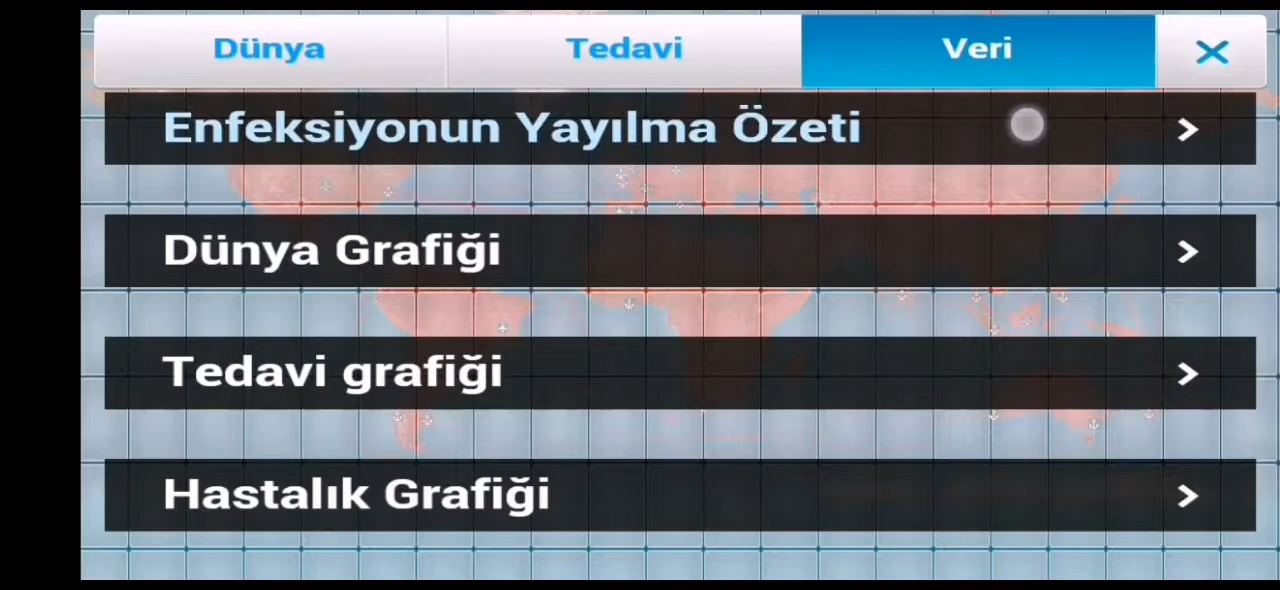 Dünya
Tedavi
Veri
Enfeksiyonun Yayılma Özeti
Dünya Grafiği
Tedavi grafiği
Hastalık Grafiği